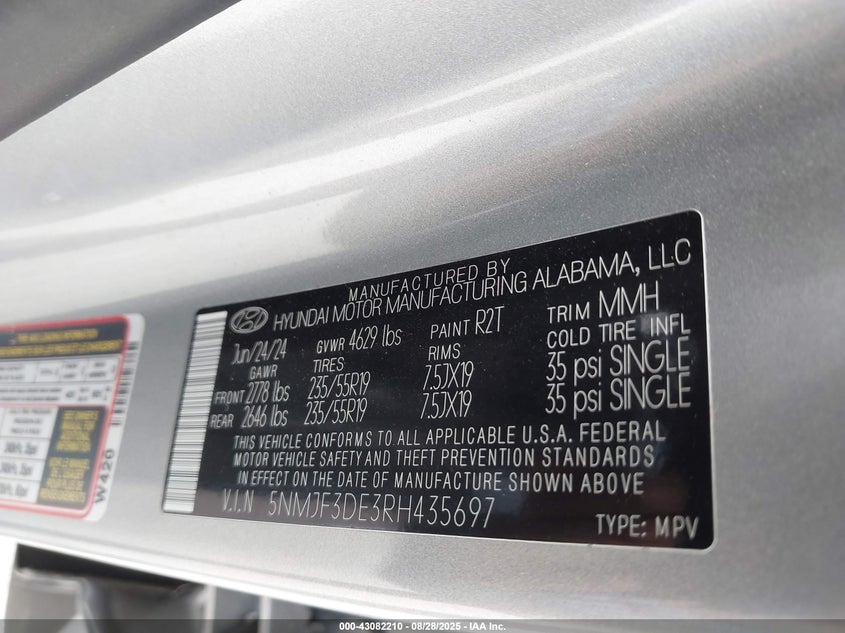 MANUFACTURED BY
HYUNDAI MOTOR MANUFACTURING ALABAMA, LLC
Jun/24/24 GVWR 4629 lbs PAINT R2T TRIM MMH
GAWR TIRES RIMS COLD TIRE INFL
FRONT 2778 lbs 235/55R19 7.5JX19 35 psi SINGLE
REAR 2646 lbs 235/55R19 7.5JX19 35 psi SINGLE
THIS VEHICLE CONFORMS TO ALL APPLICABLE U.S.A. FEDERAL
MOTOR VEHICLE SAFETY AND THEFT PREVENTION STANDARDS
IN EFFECT ON THE DATE OF MANUFACTURE SHOWN ABOVE
V.I.N 5NMJF3DE3RH435697
TYPE: MPV
W420
000-43082210 - 08/28/2025 - IAA Inc.